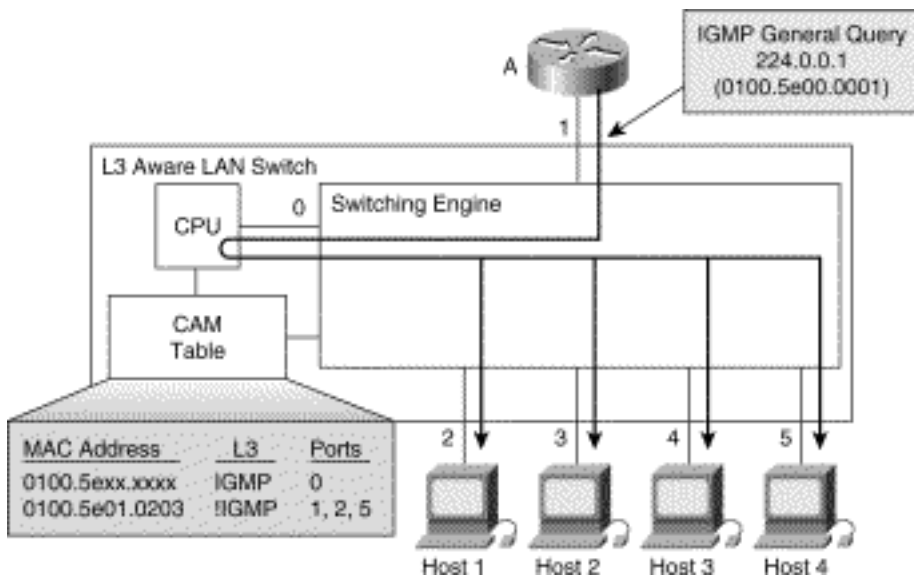 IGMP General Query
224.0.0.1
(0100.5e00.0001)
A
1
L3 Aware LAN Switch
0
Switching Engine
CPU
CAM
Table
2
3
4
5
MAC Address L3 Ports
0100.5exx.xxxx IGMP 0
0100.5e01.0203 !IGMP 1, 2, 5
Host 1
Host 2
Host 3
Host 4